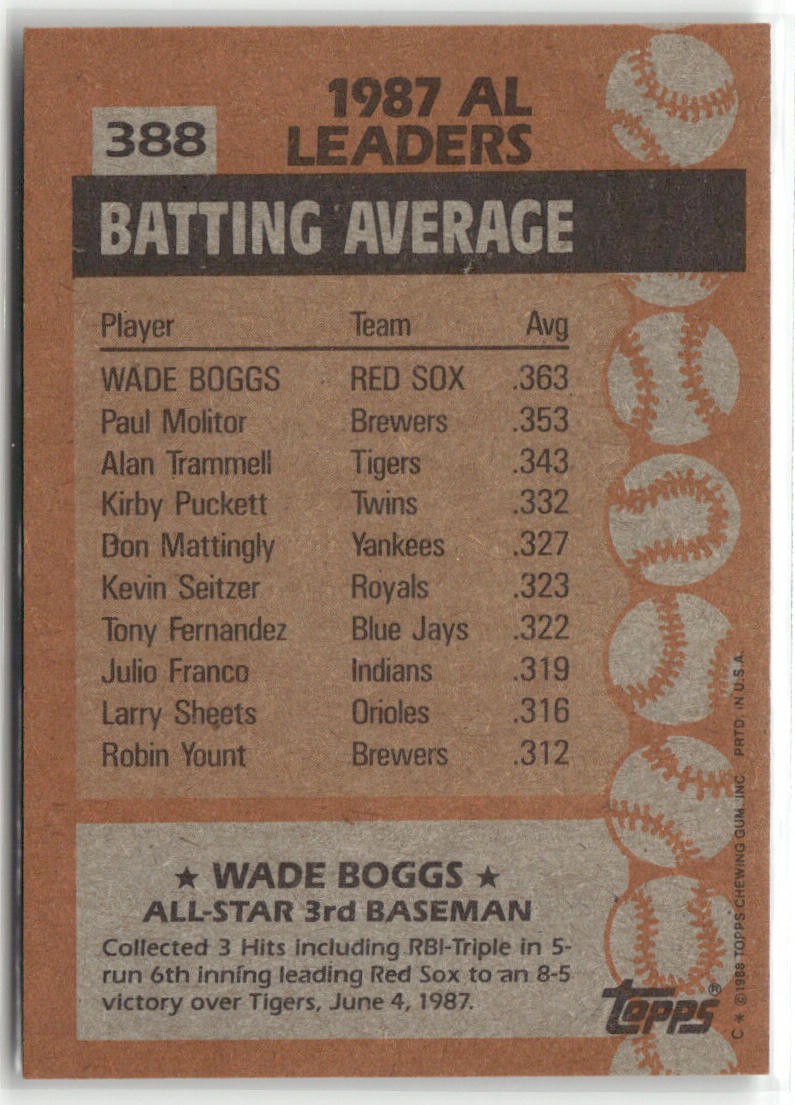 1987 AL
388 LEADERS
BATTING AVERAGE
Player Team Avg
WADE BOGGS RED SOX .363
Paul Molitor Brewers .353
Alan Trammell Tigers .343
Kirby Puckett Twins .332
Don Mattingly Yankees .327
Kevin Seitzer Royals .323
Tony Fernandez Blue Jays .322
Julio Franco Indians .319
Larry Sheets Orioles .316
Robin Yount Brewers .312
★ WADE BOGGS ★
ALL-STAR 3rd BASEMAN
Collected 3 Hits including RBI-Triple in 5-
run 6th inning leading Red Sox to an 8-5
victory over Tigers, June 4, 1987.
Topps®
C * ©1988 TOPPS CHEWING GUM, INC. PRTD. IN U.S.A.